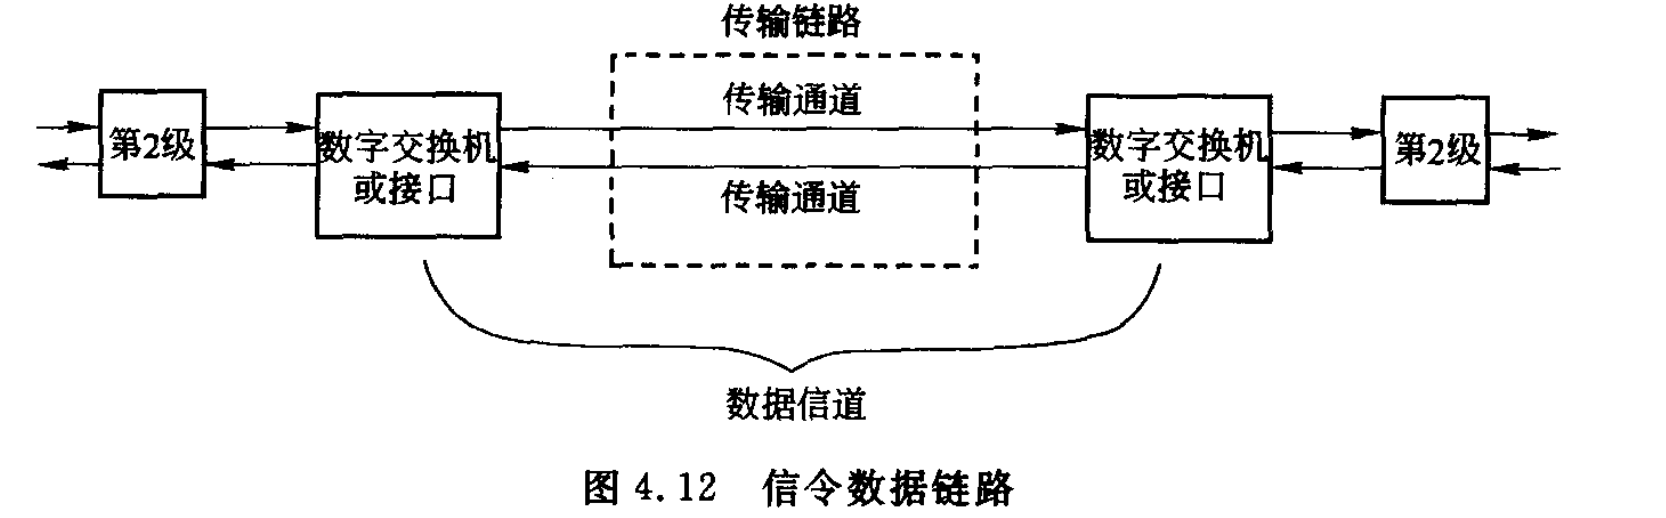 传输链路
传输通道
第2级
数字交换机
或接口
传输通道
数字交换机
或接口
第2级
数据信道
图 4.12 信令数据链路